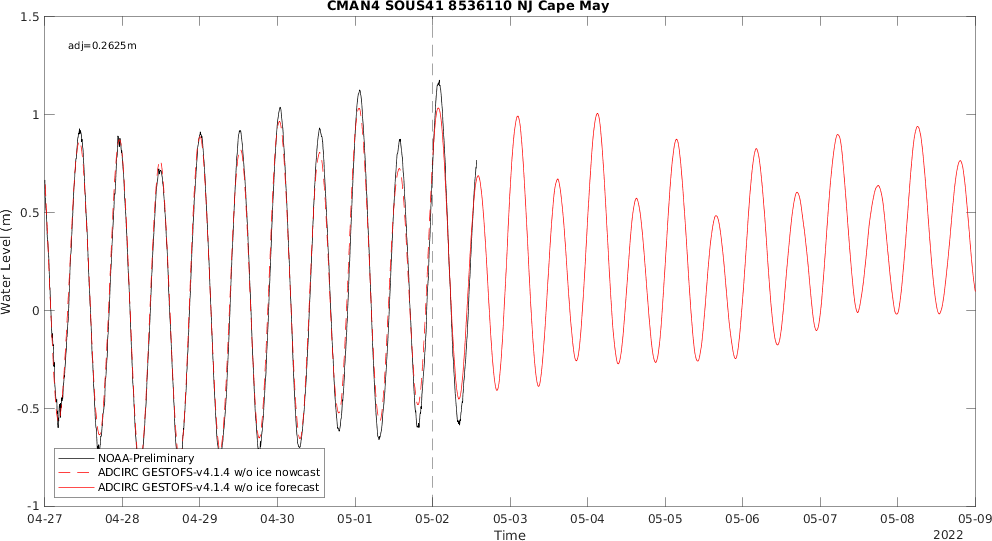 CMAN4 SOUS41 8536110 NJ Cape May
adj=0.2625m
Water Level (m)
1.5
1
0.5
0
-0.5
-1
NOAA-Preliminary
ADCIRC GESTOFS-v4.1.4 w/o ice nowcast
ADCIRC GESTOFS-v4.1.4 w/o ice forecast
04-27 04-28 04-29 04-30 05-01 05-02 05-03 05-04 05-05 05-06 05-07 05-08 05-09
Time
2022